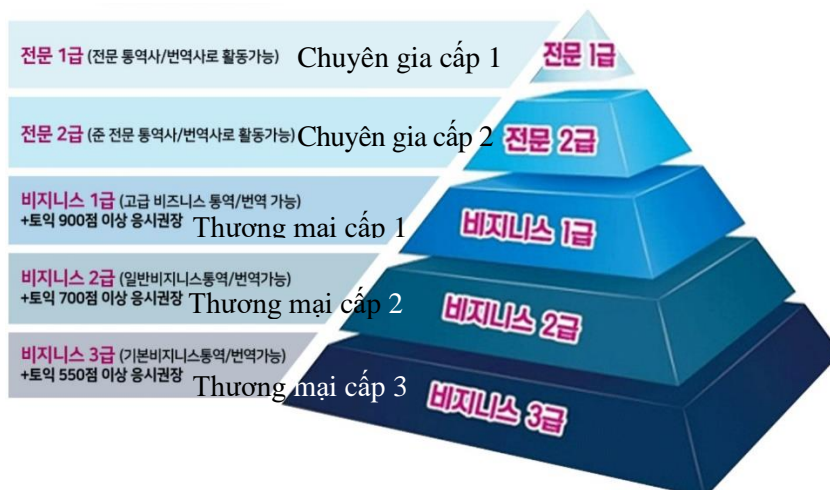 전문 1급 (전문 통역사/번역사로 활동가능) Chuyên gia cấp 1
전문 1급
전문 2급 (준 전문 통역사/번역사로 활동가능) Chuyên gia cấp 2
전문 2급
비지니스 1급 (고급 비즈니스 통역/번역 가능)
+토익 900점 이상 응시권장 Thương mại cấp 1
비지니스 1급
비지니스 2급 (일반비지니스통역/번역가능)
+토익 700점 이상 응시권장 Thương mại cấp 2
비지니스 2급
비지니스 3급 (기본비지니스통역/번역가능)
+토익 550점 이상 응시권장 Thương mại cấp 3
비지니스 3급